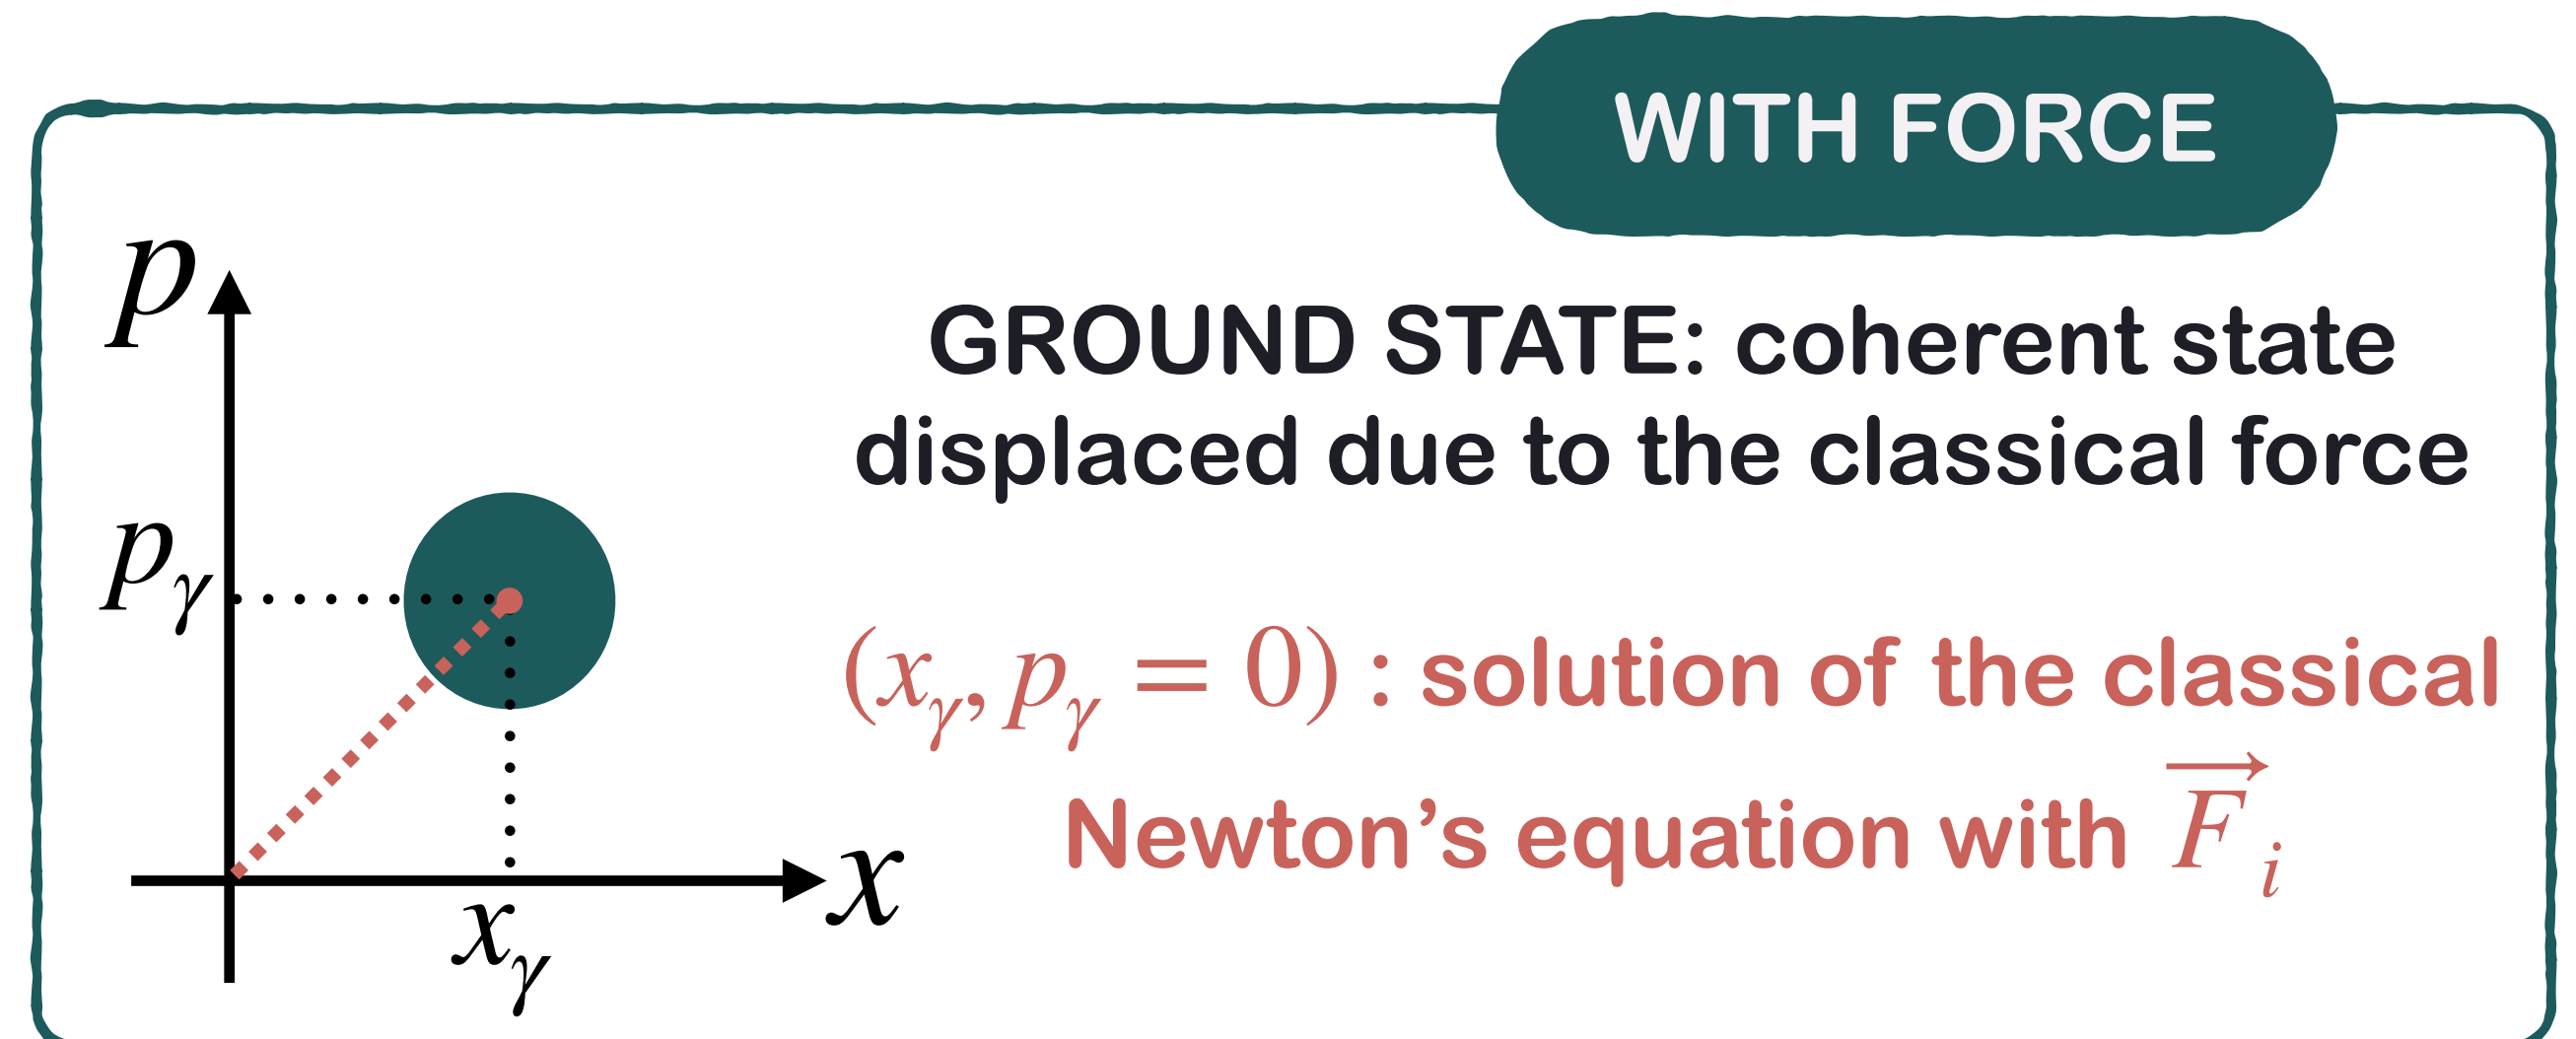 WITH FORCE
p
GROUND STATE: coherent state
displaced due to the classical force
p_γ
(x_γ, p_γ = 0) : solution of the classical
Newton’s equation with \overrightarrow{F}_i
x
x_γ